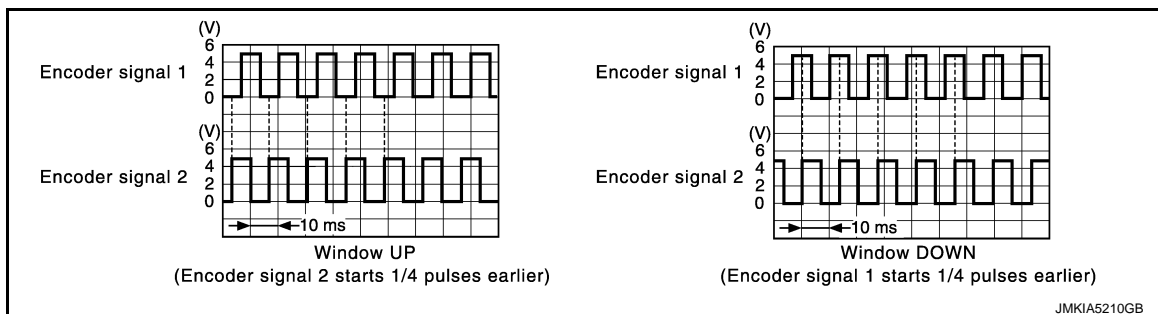 (V)
6
4
2
0
Encoder signal 1
(V)
6
4
2
0
Encoder signal 2
10 ms
Window UP
(Encoder signal 2 starts 1/4 pulses earlier)
(V)
6
4
2
0
Encoder signal 1
(V)
6
4
2
0
Encoder signal 2
10 ms
Window DOWN
(Encoder signal 1 starts 1/4 pulses earlier)
JMKIA5210GB